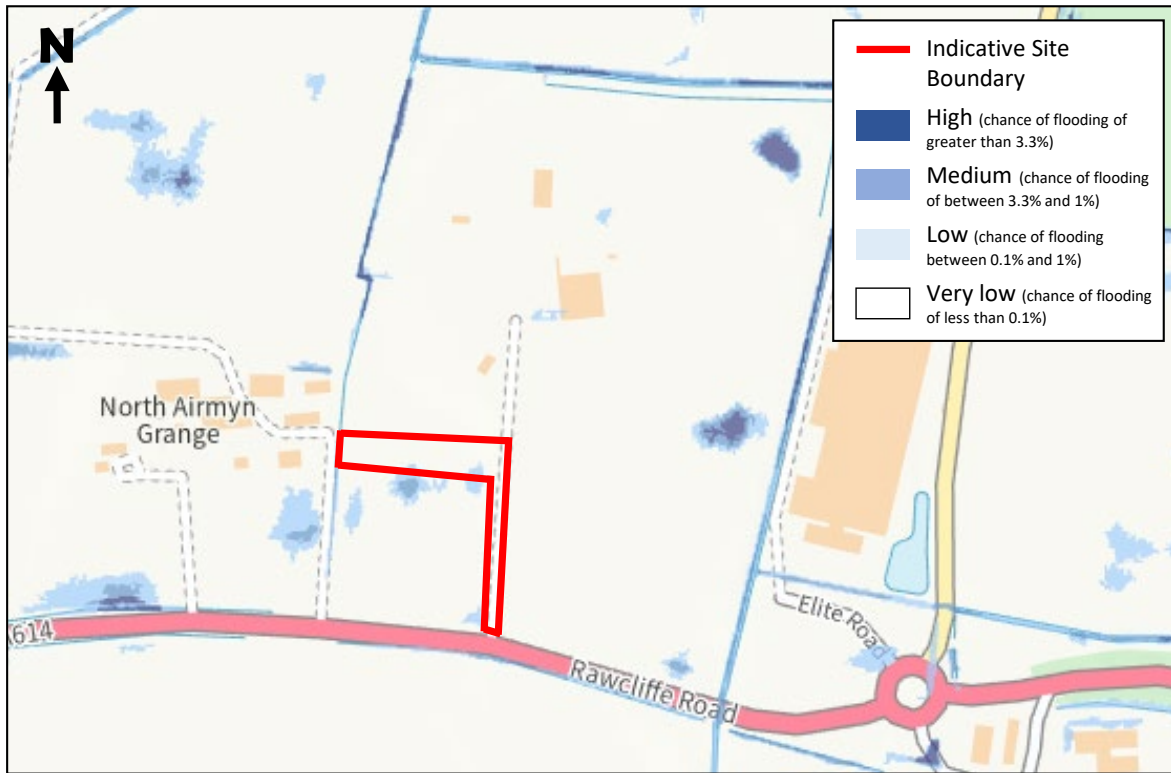 N
Indicative Site
Boundary
High (chance of flooding of
greater than 3.3%)
Medium (chance of flooding
of between 3.3% and 1%)
Low (chance of flooding
between 0.1% and 1%)
Very low (chance of flooding
of less than 0.1%)
North Airmyn
Grange
A614
Elite Road
Rawcliffe Road